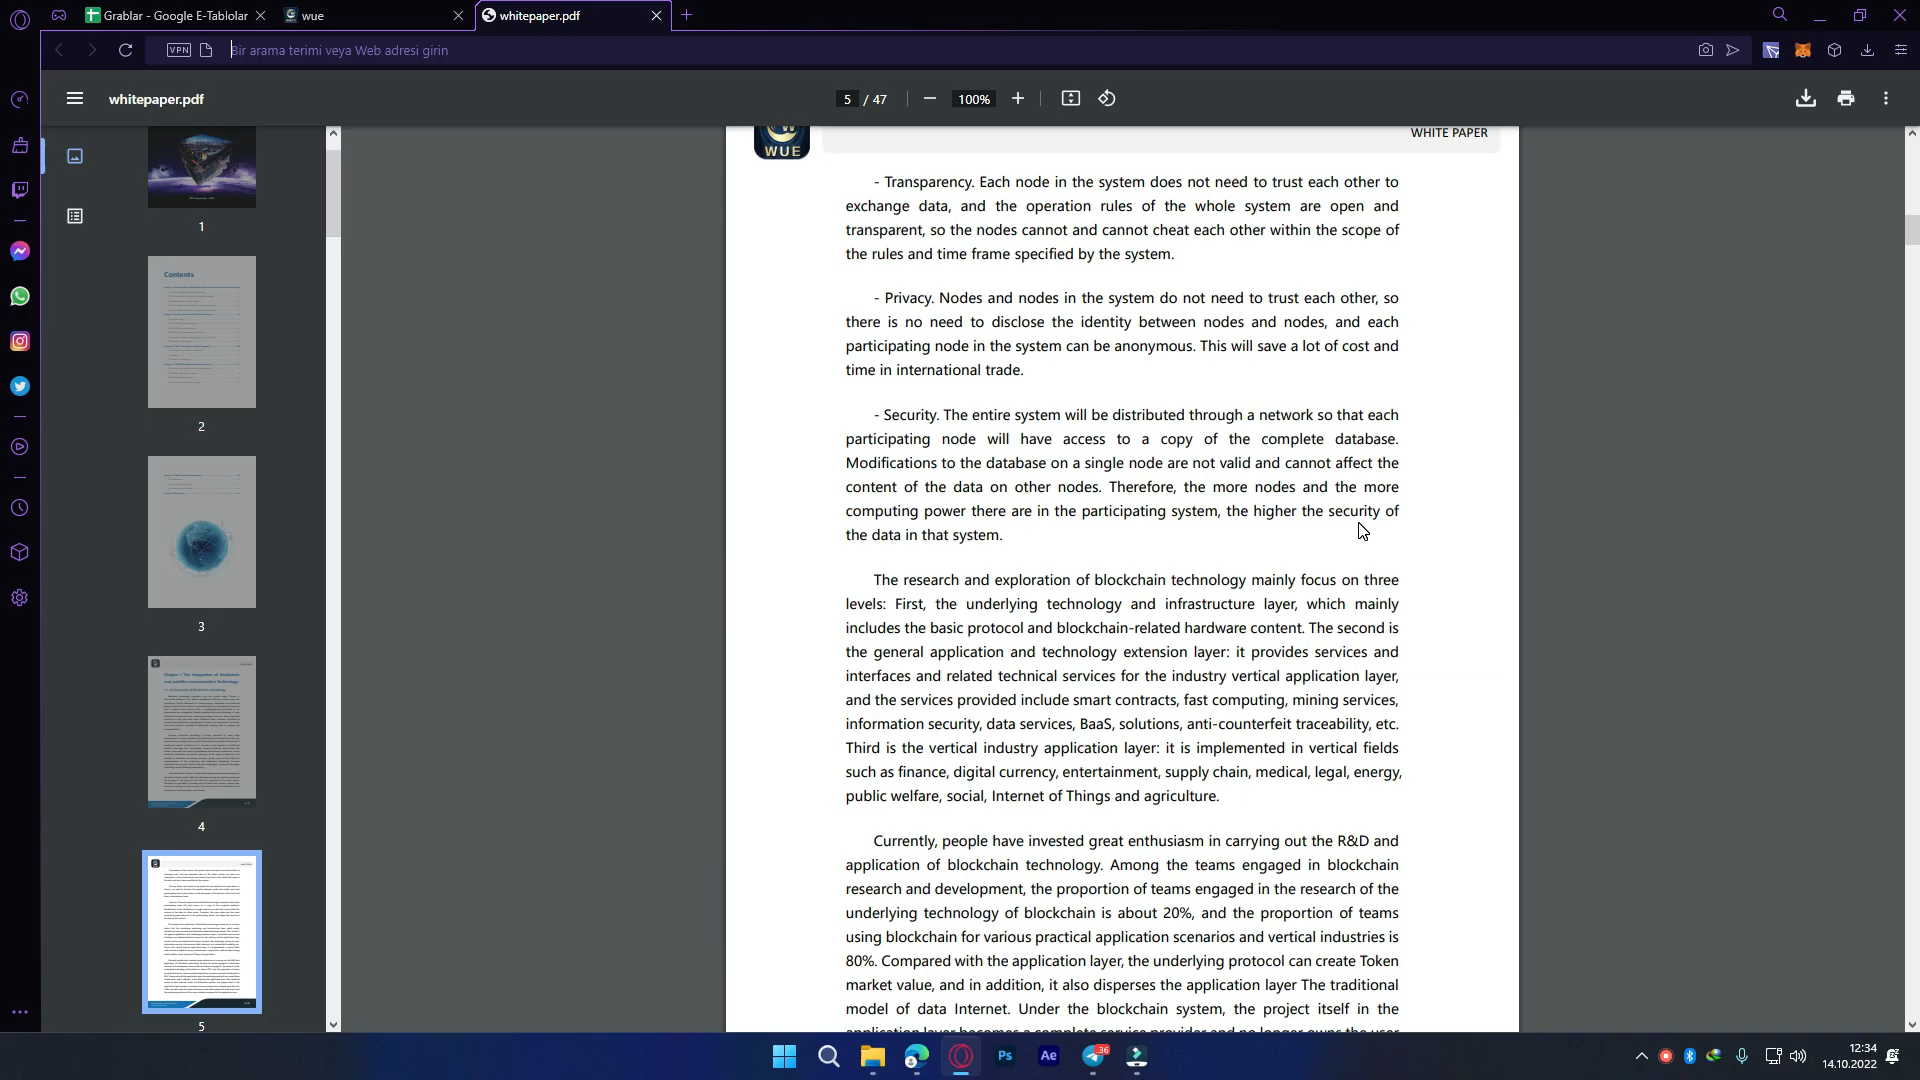 Grablar - Google E-Tablolar
wue
whitepaper.pdf
VPN
Bir arama terimi veya Web adresi girin
whitepaper.pdf
5 / 47
100%
1
Contents
2
3
4
5
WUE
WHITE PAPER
- Transparency. Each node in the system does not need to trust each other to
exchange data, and the operation rules of the whole system are open and
transparent, so the nodes cannot and cannot cheat each other within the scope of
the rules and time frame specified by the system.
- Privacy. Nodes and nodes in the system do not need to trust each other, so
there is no need to disclose the identity between nodes and nodes, and each
participating node in the system can be anonymous. This will save a lot of cost and
time in international trade.
- Security. The entire system will be distributed through a network so that each
participating node will have access to a copy of the complete database.
Modifications to the database on a single node are not valid and cannot affect the
content of the data on other nodes. Therefore, the more nodes and the more
computing power there are in the participating system, the higher the security of
the data in that system.
The research and exploration of blockchain technology mainly focus on three
levels: First, the underlying technology and infrastructure layer, which mainly
includes the basic protocol and blockchain-related hardware content. The second is
the general application and technology extension layer: it provides services and
interfaces and related technical services for the industry vertical application layer,
and the services provided include smart contracts, fast computing, mining services,
information security, data services, BaaS, solutions, anti-counterfeit traceability, etc.
Third is the vertical industry application layer: it is implemented in vertical fields
such as finance, digital currency, entertainment, supply chain, medical, legal, energy,
public welfare, social, Internet of Things and agriculture.
Currently, people have invested great enthusiasm in carrying out the R&D and
application of blockchain technology. Among the teams engaged in blockchain
research and development, the proportion of teams engaged in the research of the
underlying technology of blockchain is about 20%, and the proportion of teams
using blockchain for various practical application scenarios and vertical industries is
80%. Compared with the application layer, the underlying protocol can create Token
market value, and in addition, it also disperses the application layer The traditional
model of data Internet. Under the blockchain system, the project itself in the
application layer becomes a complete service provider and no longer owns the user
Ps
Ae
36
12:34
14.10.2022